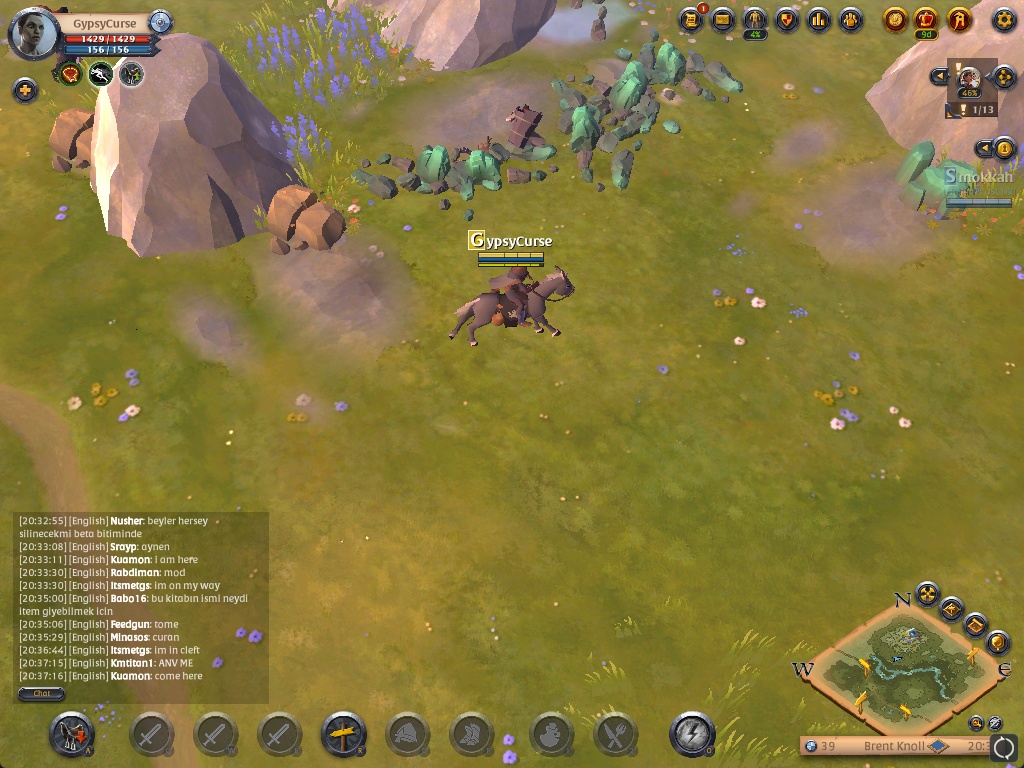 GypsyCurse
1429 / 1429
156 / 156
1
4%
9d
46%
1/13
Smokkah
GypsyCurse
[20:32:55] [English] Nusher: beyler hersey
silinecekmi beta bitiminde
[20:33:08] [English] Srayp: aynen
[20:33:11] [English] Kuamon: i am here
[20:33:30] [English] Rabdiman: mod
[20:33:30] [English] Itsmetgs: im on my way
[20:35:00] [English] Babo16: bu kitabın ismi neydi
item giyebilmek icin
[20:35:06] [English] Feedgun: tome
[20:35:29] [English] Minasos: curan
[20:36:44] [English] Itsmetgs: im in cleft
[20:37:15] [English] Kmtitan1: ANV ME
[20:37:16] [English] Kuamon: come here
Chat
N
W
E
A
R
39 Brent Knoll